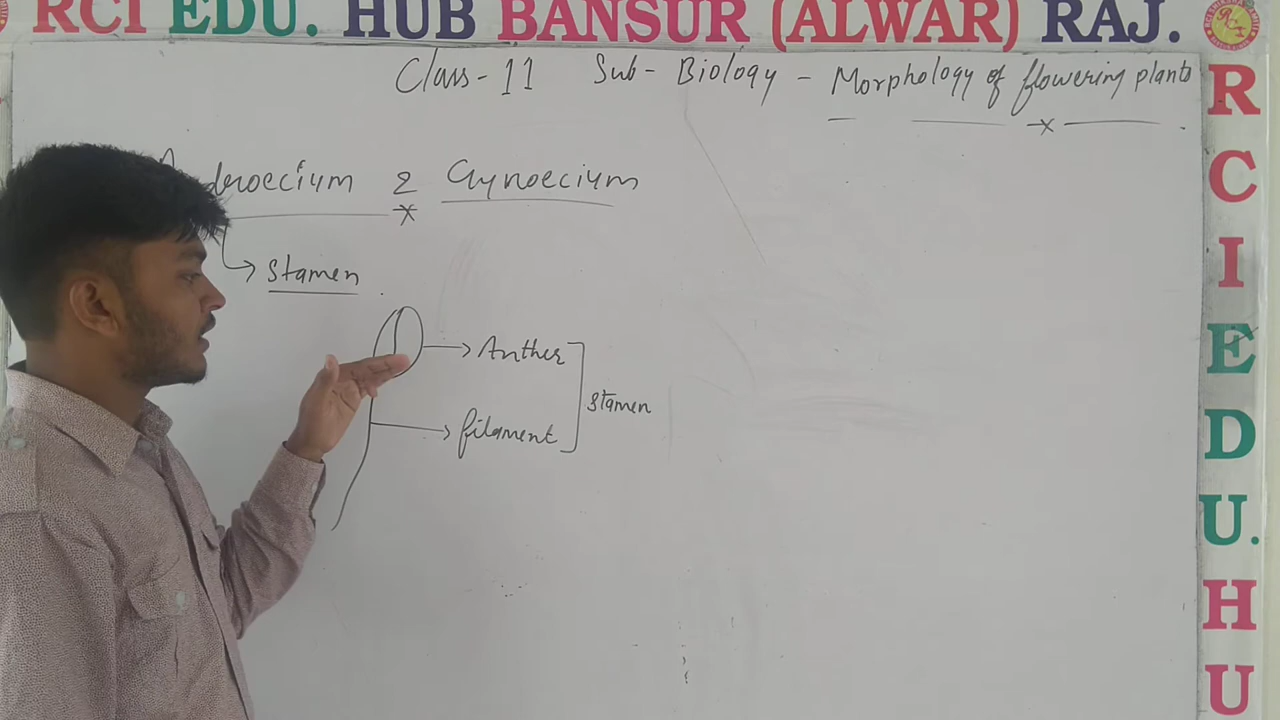 RCI EDU. HUB BANSUR (ALWAR) RAJ.
Class-11 Sub- Biology - Morphology of flowering plants
droecium & Gynoecium
Stamen
Anther
filament
Stamen
R
C
I
E
D
U.
H
U